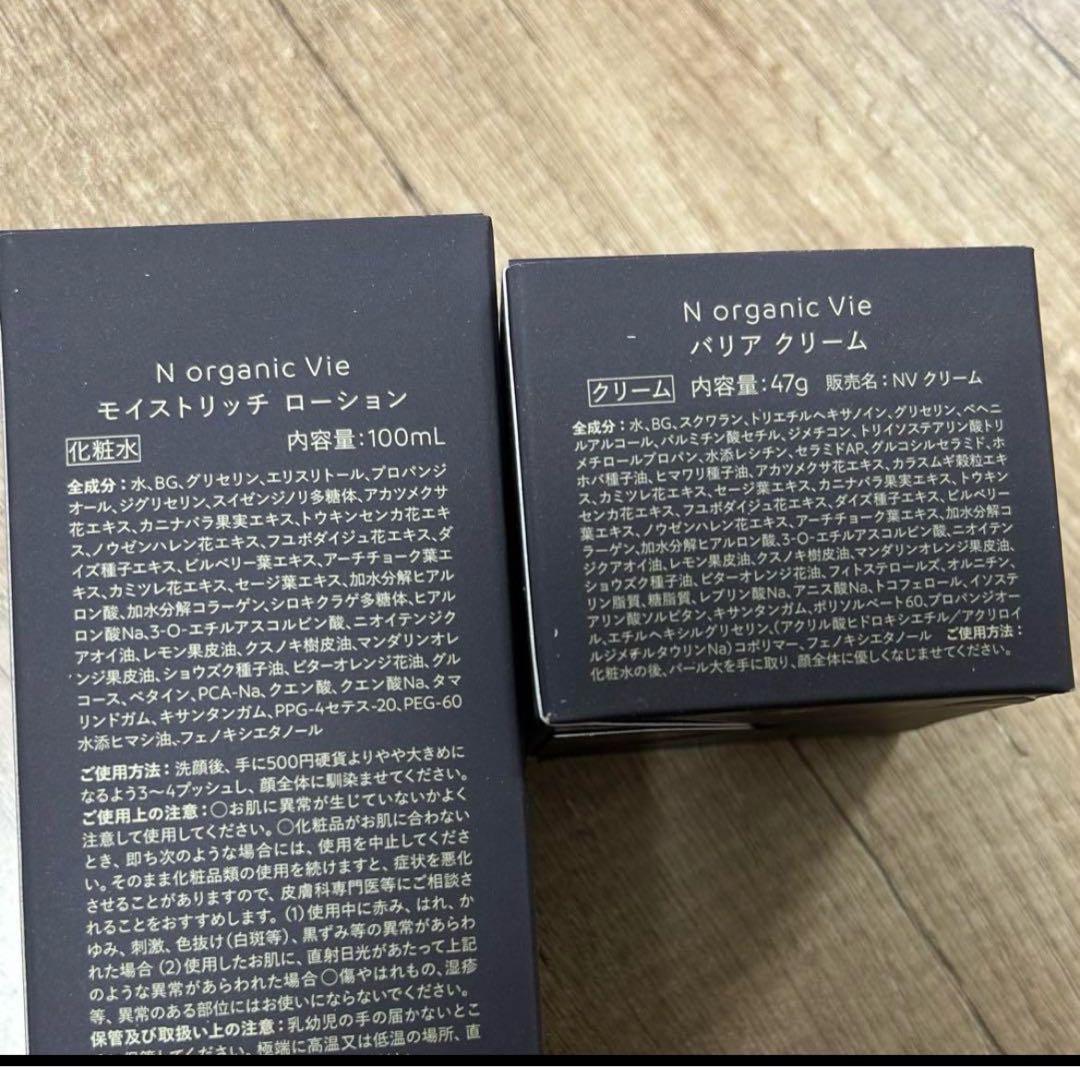 N organic Vie
モイストリッチ ローション
化粧水 内容量：100mL
全成分：水、BG、グリセリン、エリスリトール、プロパンジ
オール、ジグリセリン、スイゼンジノリ多糖体、アカツメクサ
花エキス、カニナバラ果実エキス、トウキンセンカ花エキ
ス、ノウゼンハレン花エキス、フユボダイジュ花エキス、ダ
イズ種子エキス、ビルベリー葉エキス、アーチチョーク葉エ
キス、カミツレ花エキス、セージ葉エキス、加水分解ヒアル
ロン酸、加水分解コラーゲン、シロキクラゲ多糖体、ヒアル
ロン酸Na、3-O-エチルアスコルビン酸、ニオイテンジク
アオイ油、レモン果皮油、クスノキ樹皮油、マンダリンオレ
ンジ果皮油、ショウズク種子油、ビターオレンジ花油、グル
コース、ベタイン、PCA-Na、クエン酸、クエン酸Na、タマ
リンドガム、キサンタンガム、PPG-4セテス-20、PEG-60
水添ヒマシ油、フェノキシエタノール
ご使用方法：洗顔後、手に500円硬貨よりやや大きめに
なるよう3〜4プッシュし、顔全体に馴染ませてください。
ご使用上の注意：○お肌に異常が生じていないかよく
注意して使用してください。○化粧品がお肌に合わない
とき、即ち次のような場合には、使用を中止してくださ
い。そのまま化粧品類の使用を続けますと、症状を悪化
させることがありますので、皮膚科専門医等にご相談さ
れることをおすすめします。(1)使用中に赤み、はれ、か
ゆみ、刺激、色抜け(白斑等)、黒ずみ等の異常があらわ
れた場合 (2)使用したお肌に、直射日光があたって上記
のような異常があらわれた場合 ○傷やはれもの、湿疹
等、異常のある部位にはお使いにならないでください。
保管及び取扱い上の注意：乳幼児の手の届かないとこ
保管してください。極端に高温又は低温の場所、直
N organic Vie
バリア クリーム
クリーム 内容量：47g 販売名：NV クリーム
全成分：水、BG、スクワラン、トリエチルヘキサノイン、グリセリン、ベヘニ
ルアルコール、パルミチン酸セチル、ジメチコン、トリイソステアリン酸トリ
メチロールプロパン、水添レシチン、セラミドAP、グルコシルセラミド、ホ
ホバ種子油、ヒマワリ種子油、アカツメクサ花エキス、カラスムギ穀粒エキ
ス、カミツレ花エキス、セージ葉エキス、カニナバラ果実エキス、トウキン
センカ花エキス、フユボダイジュ花エキス、ダイズ種子エキス、ビルベリー
葉エキス、ノウゼンハレン花エキス、アーチチョーク葉エキス、加水分解コ
ラーゲン、加水分解ヒアルロン酸、3-O-エチルアスコルビン酸、ニオイテン
ジクアオイ油、レモン果皮油、クスノキ樹皮油、マンダリンオレンジ果皮油、
ショウズク種子油、ビターオレンジ花油、フィトステロールズ、オルニチン、
リン脂質、糖脂質、レブリン酸Na、アニス酸Na、トコフェロール、イソステ
アリン酸ソルビタン、キサンタンガム、ポリソルベート60、プロパンジオー
ル、エチルヘキシルグリセリン、(アクリル酸ヒドロキシエチル／アクリロイ
ルジメチルタウリンNa)コポリマー、フェノキシエタノール ご使用方法：
化粧水の後、パール大を手に取り、顔全体に優しくなじませてください。